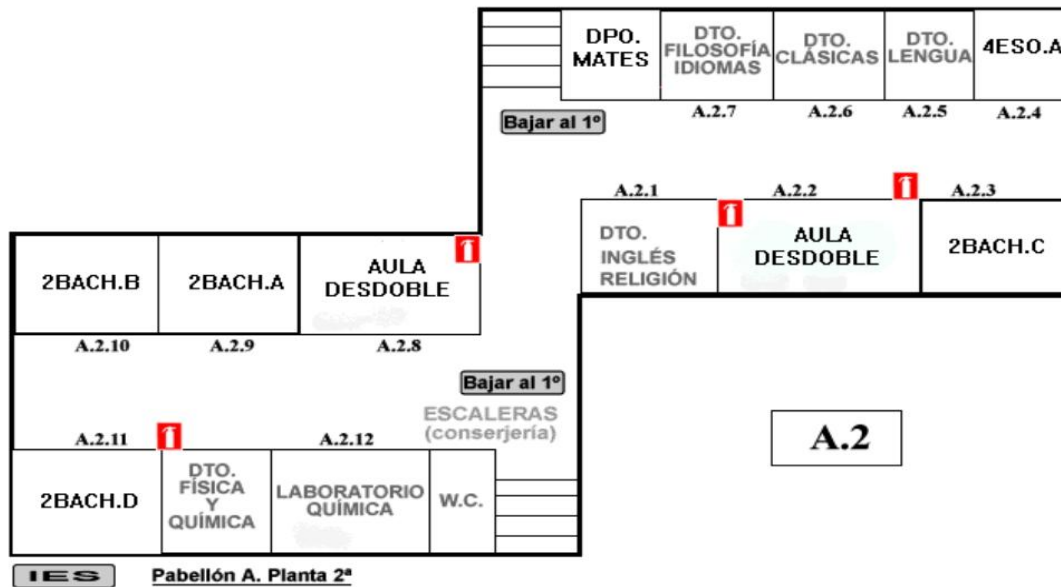 DPO.
MATES
DTO.
FILOSOFÍA
IDIOMAS
DTO.
CLÁSICAS
DTO.
LENGUA
4ESO.A
Bajar al 1º
A.2.7
A.2.6
A.2.5
A.2.4
A.2.1
A.2.2
A.2.3
DTO.
INGLÉS
RELIGIÓN
AULA
DESDOBLE
2BACH.C
2BACH.B
2BACH.A
AULA
DESDOBLE
A.2.10
A.2.9
A.2.8
Bajar al 1º
ESCALERAS
(conserjería)
A.2
A.2.11
A.2.12
2BACH.D
DTO.
FÍSICA
Y
QUÍMICA
LABORATORIO
QUÍMICA
W.C.
IES
Pabellón A. Planta 2ª